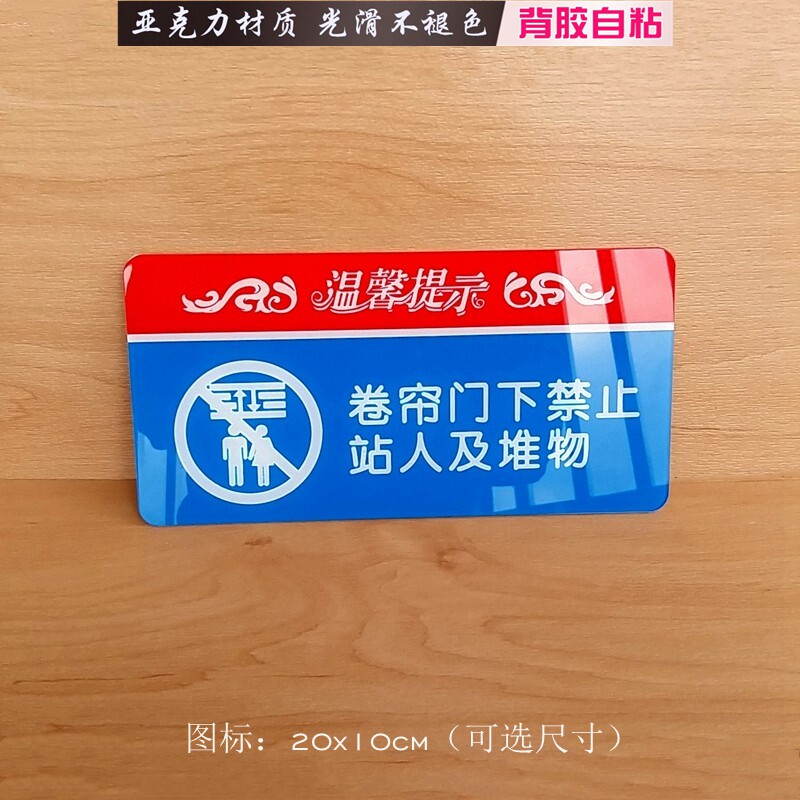 亚克力材质 光滑不褪色 背胶自粘
温馨提示
卷帘门下禁止
站人及堆物
图标：20x10cm（可选尺寸）